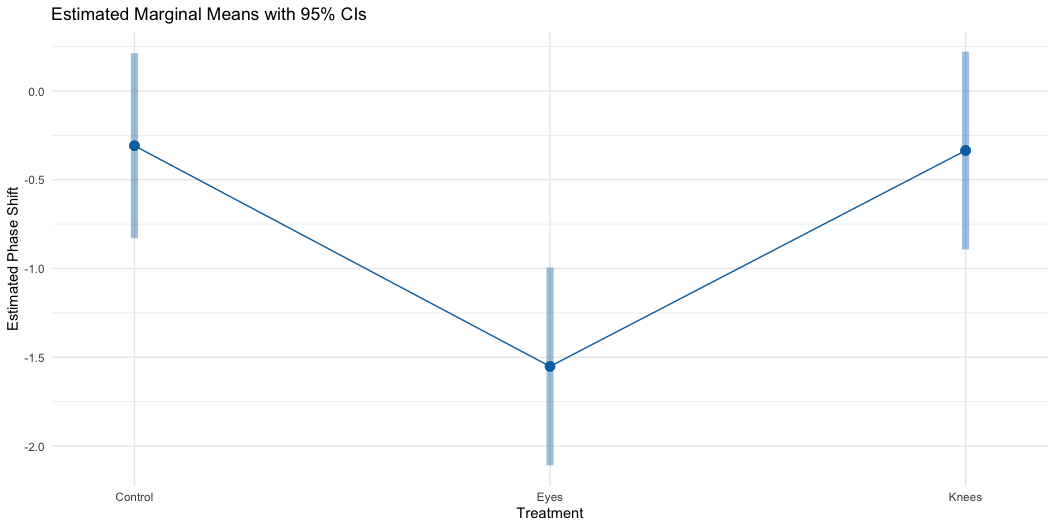 Estimated Marginal Means with 95% CIs
Estimated Phase Shift
0.0
-0.5
-1.0
-1.5
-2.0
Control Eyes Knees
Treatment